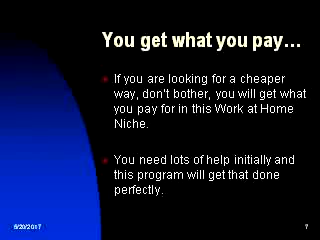 You get what you pay...
If you are looking for a cheaper
way, don't bother, you will get what
you pay for in this Work at Home
Niche.
You need lots of help initially and
this program will get that done
perfectly.
6/20/2017
7